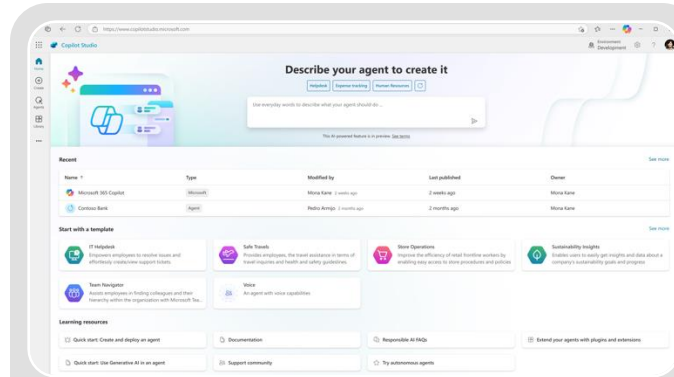 https://www.copilotstudio.microsoft.com
Copilot Studio
Environment
Development
Home
Create
Agents
Library
Describe your agent to create it
Helpdesk
Expense tracking
Human Resources
Use everyday words to describe what your agent should do ...
This AI-powered feature is in preview. See terms.
Recent
See more
Name
Type
Modified by
Last published
Owner
Microsoft 365 Copilot
Microsoft
Mona Kane 2 weeks ago
2 weeks ago
Mona Kane
Contoso Bank
Agent
Pedro Armijo 2 months ago
2 months ago
Mona Kane
Start with a template
See more
IT Helpdesk
Empowers employees to resolve issues and
effortlessly create/view support tickets.
Safe Travels
Provides employees, the travel assistance in terms of
travel inquiries and health and safety guidelines.
Store Operations
Improve the efficiency of retail frontline workers by
enabling easy access to store procedures and policies
Sustainability Insights
Enables users to easily get insights and data about a
company's sustainability goals and progress
Team Navigator
Assists employees in finding colleagues and their
hierarchy within the organization with Microsoft Tea...
Voice
An agent with voice capabilities
Learning resources
Quick start: Create and deploy an agent
Documentation
Responsible AI FAQs
Extend your agents with plugins and extensions
Quick start: Use Generative AI in an agent
Support community
Try autonomous agents